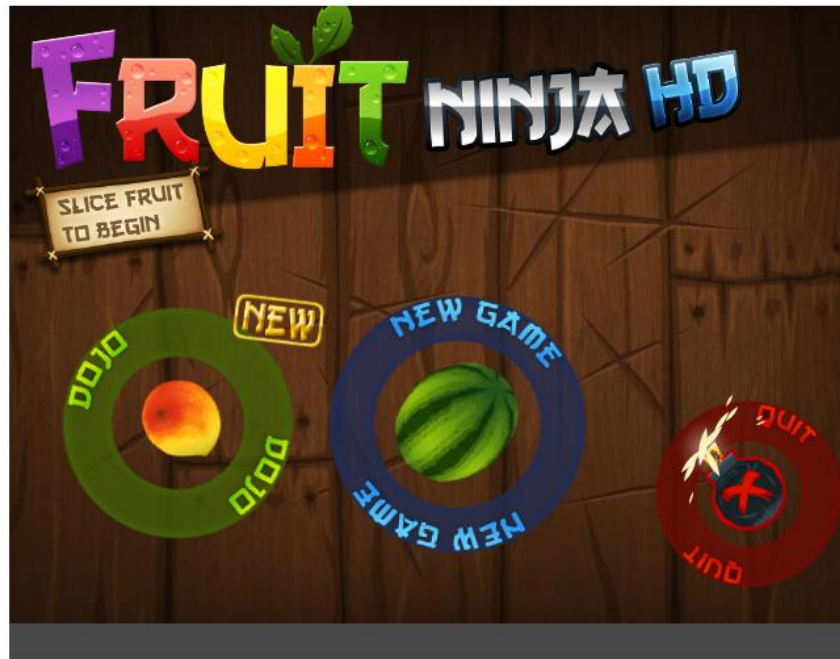 FRUIT NINJA HD
SLICE FRUIT
TO BEGIN
NEW
DOJO
DOJO
NEW GAME
NEW GAME
QUIT
QUIT